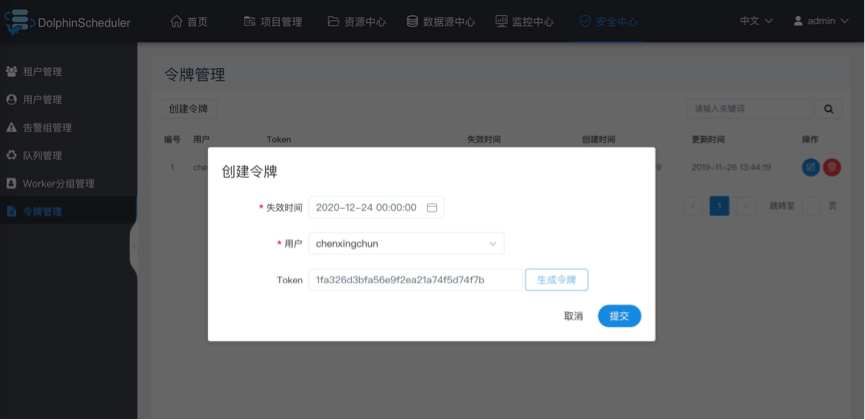 DolphinScheduler 首页 项目管理 资源中心 数据源中心 监控中心 安全中心 中文 admin
租户管理
用户管理
告警组管理
队列管理
Worker分组管理
令牌管理
令牌管理
创建令牌 请输入关键词
编号 用户 Token 失效时间 创建时间 更新时间 操作
1 che 9 2019-11-26 13:44:19
1 跳转至 页
创建令牌
* 失效时间 2020-12-24 00:00:00
* 用户 chenxingchun
Token 1fa326d3bfa56e9f2ea21a74f5d74f7b 生成令牌
取消 提交